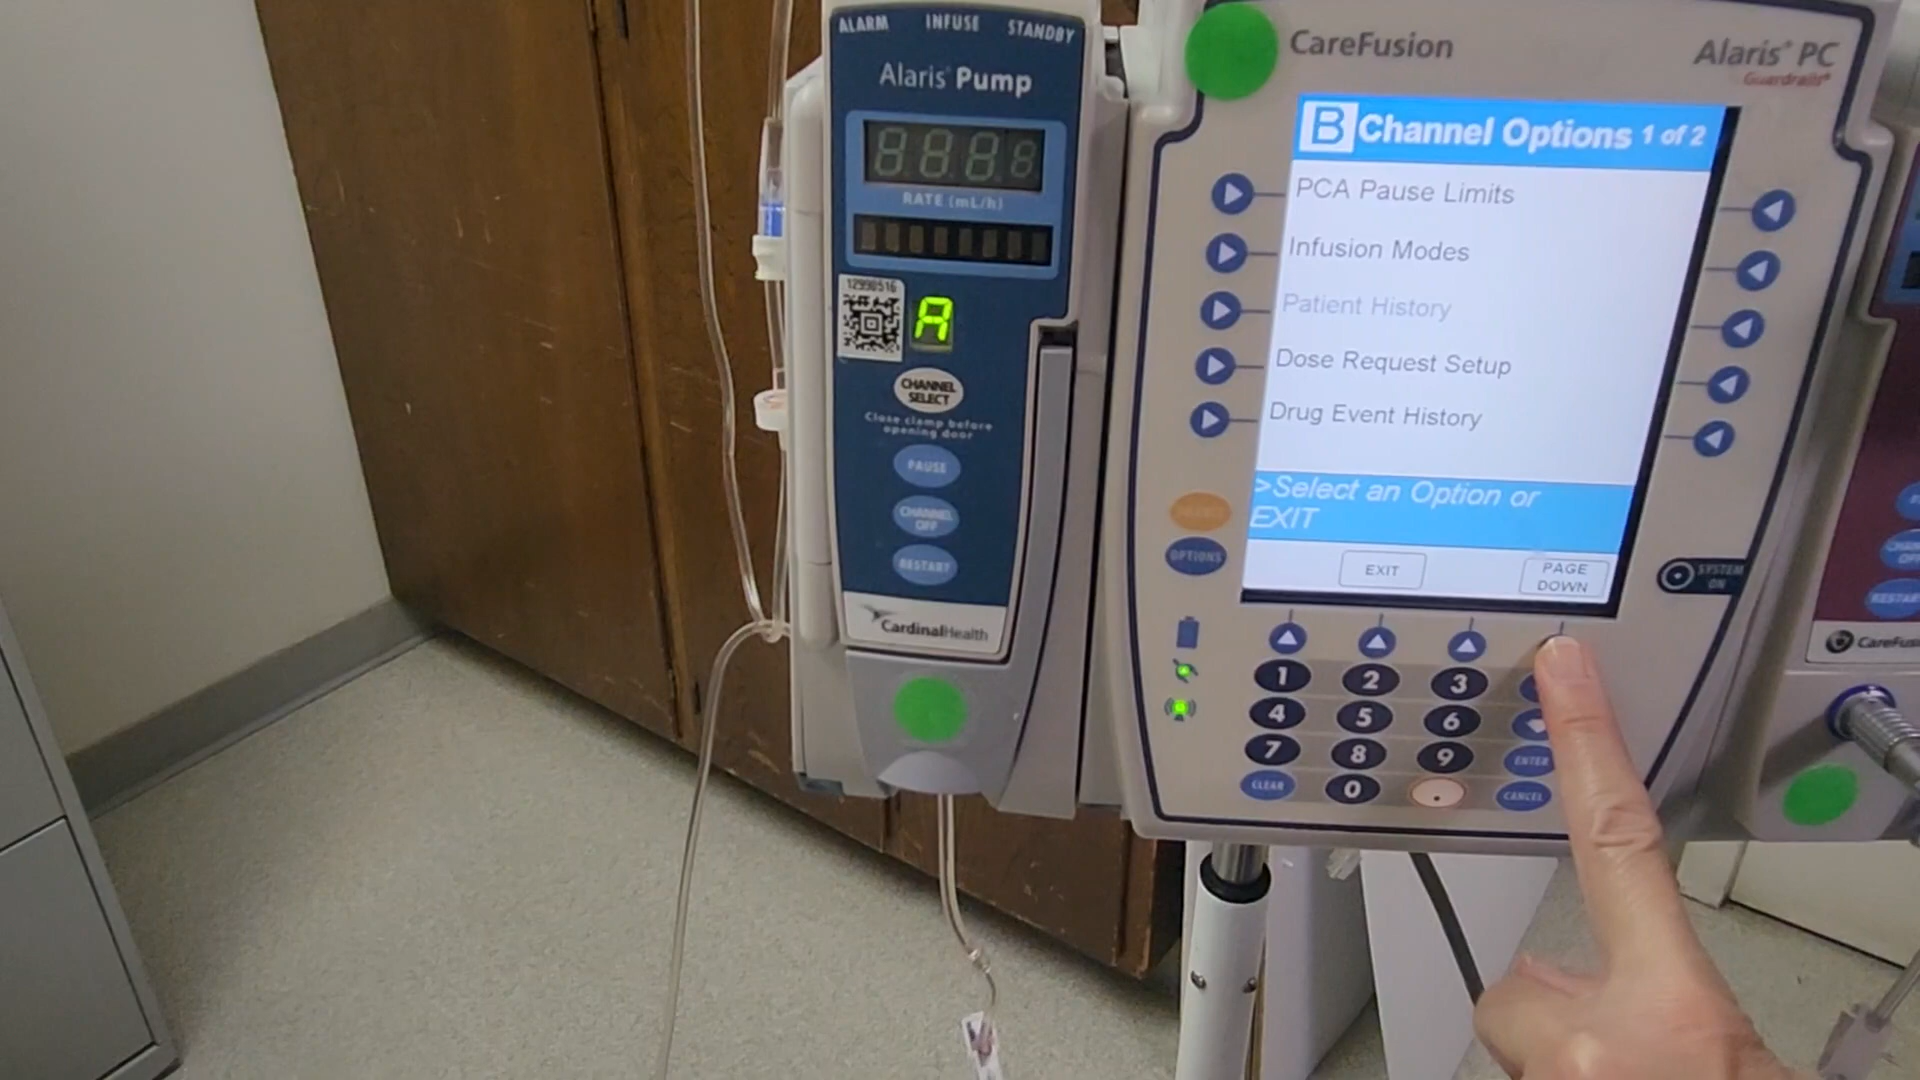 ALARM INFUSE STANDBY
Alaris® Pump
8888
RATE (mL/h)
12990516
A
CHANNEL
SELECT
Close clamp before
opening door
PAUSE
CHANNEL
OFF
RESTART
CardinalHealth
CareFusion
Alaris® PC
Guardrails®
B Channel Options 1 of 2
PCA Pause Limits
Infusion Modes
Patient History
Dose Request Setup
Drug Event History
>Select an Option or
EXIT
EXIT
PAGE
DOWN
OPTIONS
SYSTEM
ON
1 2 3
4 5 6
7 8 9
ENTER
CLEAR 0 .
CANCEL